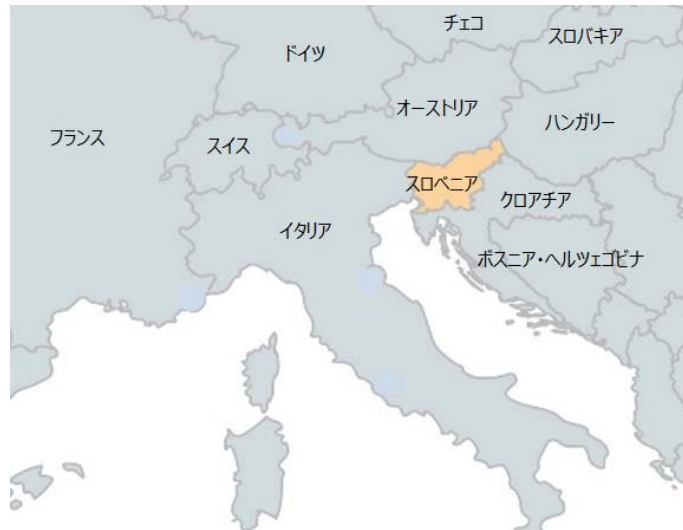 チェコ
スロバキア
ドイツ
オーストリア
ハンガリー
フランス
スイス
スロベニア
クロアチア
イタリア
ボスニア・ヘルツェゴビナ